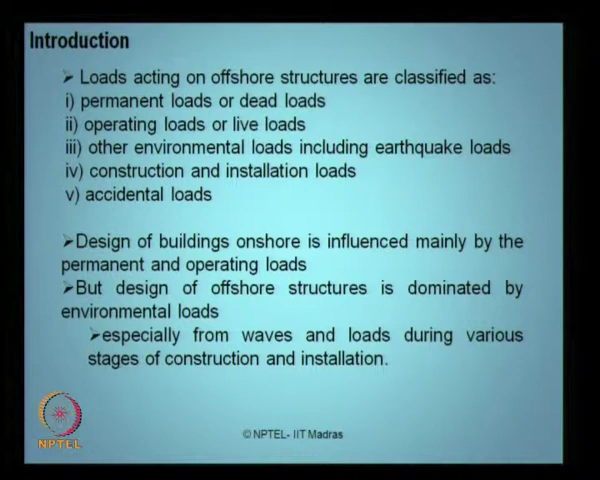 Introduction
➢ Loads acting on offshore structures are classified as:
i) permanent loads or dead loads
ii) operating loads or live loads
iii) other environmental loads including earthquake loads
iv) construction and installation loads
v) accidental loads
➢Design of buildings onshore is influenced mainly by the
permanent and operating loads
➢But design of offshore structures is dominated by
environmental loads
➢especially from waves and loads during various
stages of construction and installation.
NPTEL
© NPTEL- IIT Madras